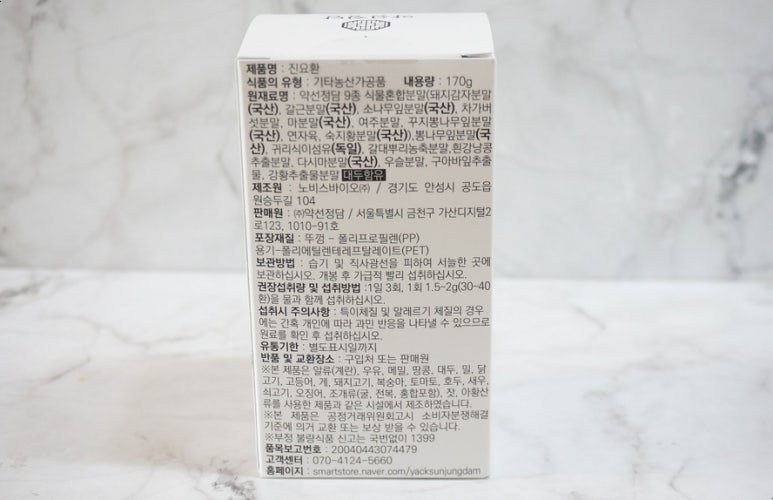 제품명 : 진요환
식품의 유형 : 기타농산가공품 내용량 : 170g
원재료명 : 약선정담 9종 식물혼합분말(돼지감자분말
(국산), 갈근분말(국산), 소나무잎분말(국산), 차가버
섯분말, 마분말(국산), 여주분말, 꾸지뽕나무잎분말
(국산), 연자육, 숙지황분말(국산)),뽕나무잎분말(국
산), 귀리식이섬유(독일), 갈대뿌리농축분말,흰강낭콩
추출분말, 다시마분말(국산), 우슬분말, 구아바잎추출
물, 강황추출물분말 대두함유
제조원 : 노비스바이오㈜ / 경기도 안성시 공도읍
원승두길 104
판매원 : ㈜약선정담 / 서울특별시 금천구 가산디지털2
로123, 1010-91호
포장재질 : 뚜껑 - 폴리프로필렌(PP)
용기-폴리에틸렌테레프탈레이트(PET)
보관방법 : 습기 및 직사광선을 피하여 서늘한 곳에
보관하십시오. 개봉 후 가급적 빨리 섭취하십시오.
권장섭취량 및 섭취방법 :1일 3회, 1회 1.5~2g(30~40
환)을 물과 함께 섭취하십시오.
섭취시 주의사항 : 특이체질 및 알레르기 체질의 경우
에는 간혹 개인에 따라 과민 반응을 나타낼 수 있으므로
원료를 확인 후 섭취하십시오.
유통기한 : 별도표시일까지
반품 및 교환장소 : 구입처 또는 판매원
※본 제품은 알류(계란), 우유, 메밀, 땅콩, 대두, 밀, 닭
고기, 고등어, 게, 돼지고기, 복숭아, 토마토, 호두, 새우,
쇠고기, 오징어, 조개류(굴, 전복, 홍합포함), 잣, 아황산
류를 사용한 제품과 같은 시설에서 제조하였습니다.
※본 제품은 공정거래위원회고시 소비자분쟁해결
기준에 의거 교환 또는 보상 받을 수 있습니다.
※부정 불량식품 신고는 국번없이 1399
품목보고번호 : 20040443074479
고객센터 : 070-4124-5660
홈페이지 : smartstore.naver.com/yacksunjungdam